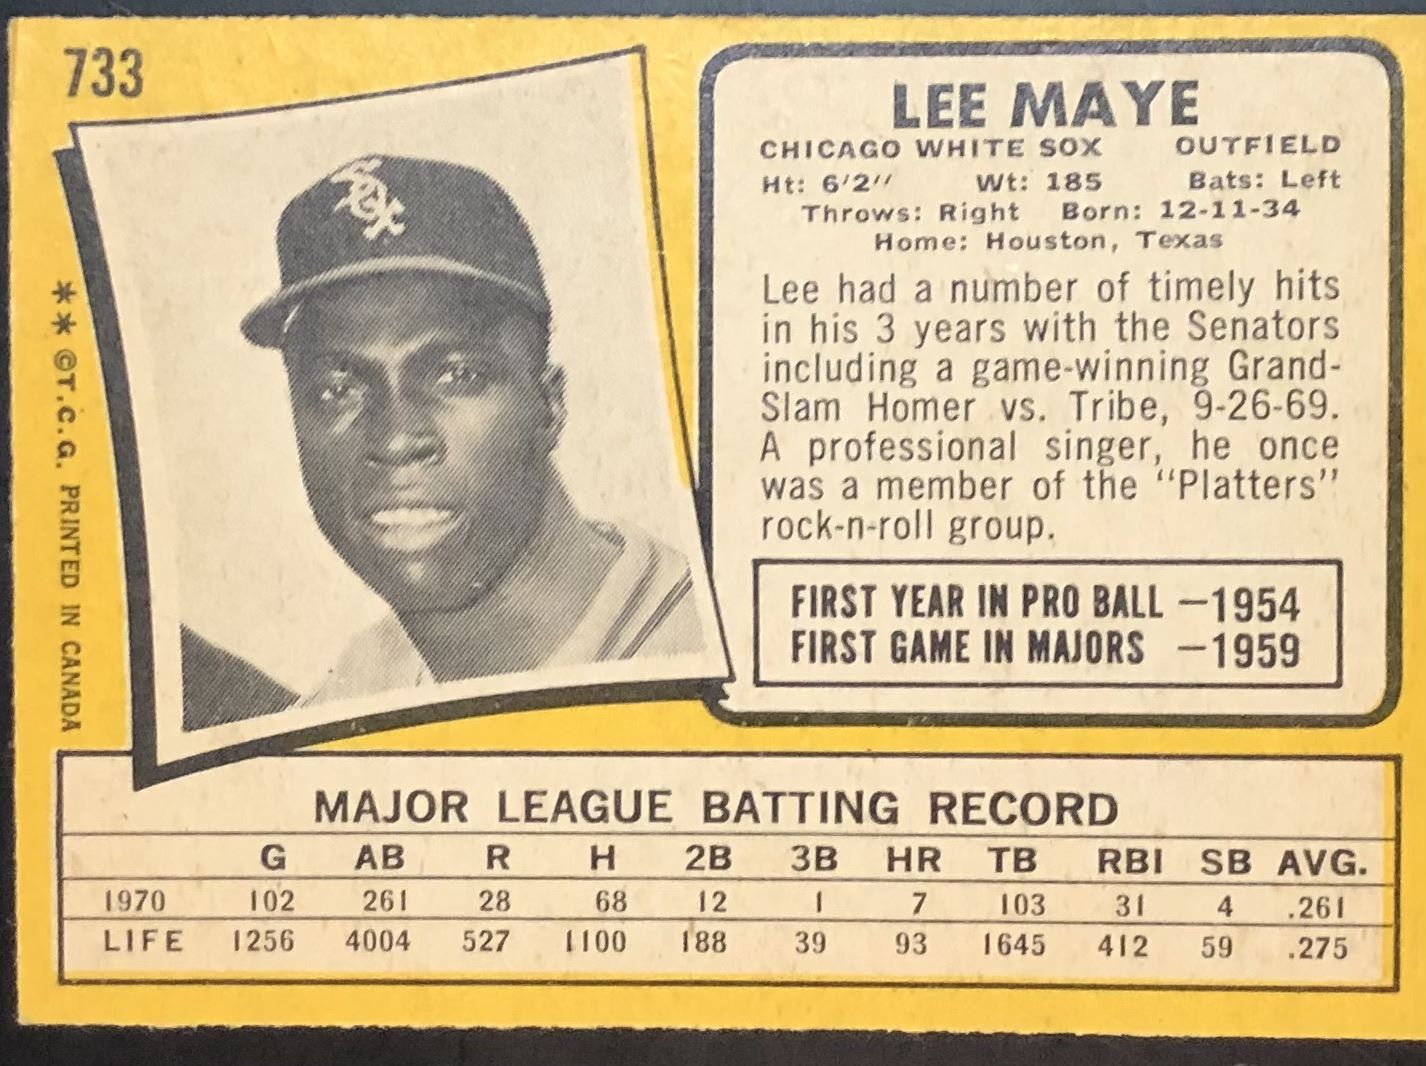 733
LEE MAYE
CHICAGO WHITE SOX OUTFIELD
Ht: 6'2" Wt: 185 Bats: Left
Throws: Right Born: 12-11-34
Home: Houston, Texas
Lee had a number of timely hits
in his 3 years with the Senators
including a game-winning Grand-
Slam Homer vs. Tribe, 9-26-69.
A professional singer, he once
was a member of the "Platters"
rock-n-roll group.
FIRST YEAR IN PRO BALL —1954
FIRST GAME IN MAJORS —1959
SOX
** ©T.C.G. PRINTED IN CANADA
MAJOR LEAGUE BATTING RECORD
G AB R H 2B 3B HR TB RBI SB AVG.
1970 102 261 28 68 12 1 7 103 31 4 .261
LIFE 1256 4004 527 1100 188 39 93 1645 412 59 .275